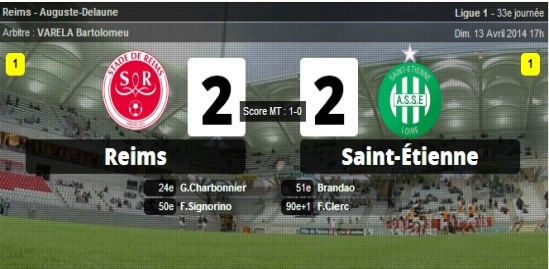 Reims - Auguste-Delaune
Ligue 1 - 33e journée
Arbitre : VARELA Bartolomeu
Dim. 13 Avril 2014 17h
1
1
STADE DE REIMS
SR
SAINT-ETIENNE
A.S.S.E
LOIRE
2
Score MT : 1-0
2
Reims
Saint-Étienne
24e G.Charbonnier
51e Brandao
50e F.Signorino
90e+1 F.Clerc